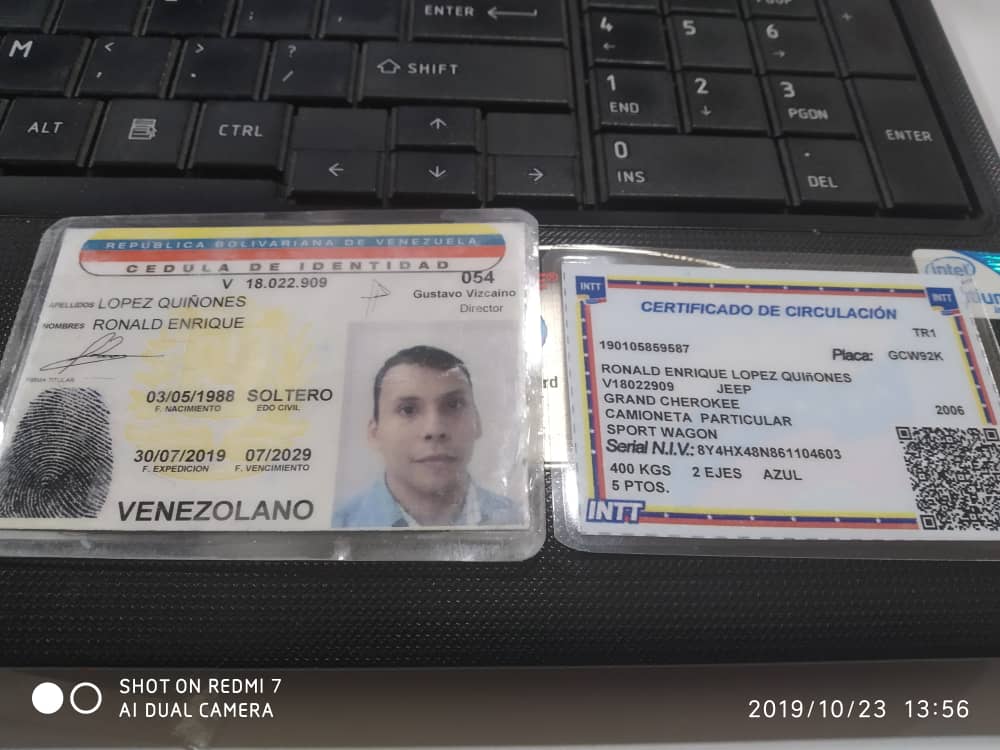 ENTER
4
5
6
M
<
,
>
.
?
/
SHIFT
1
END
2
3
PGDN
ALT
CTRL
ENTER
0
INS
.
DEL
REPUBLICA BOLIVARIANA DE VENEZUELA
CEDULA DE IDENTIDAD
V 18.022.909
054
APELLIDOS LOPEZ QUIÑONES
Gustavo Vizcaino
Director
NOMBRES RONALD ENRIQUE
FIRMA TITULAR
03/05/1988 SOLTERO
F. NACIMIENTO EDO CIVIL
30/07/2019 07/2029
F. EXPEDICION F. VENCIMIENTO
VENEZOLANO
intel
INTT
INTT
CERTIFICADO DE CIRCULACIÓN
TR1
190105859587
Placa: GCW92K
RONALD ENRIQUE LOPEZ QUIñONES
V18022909 JEEP
GRAND CHEROKEE
2006
CAMIONETA PARTICULAR
SPORT WAGON
Serial N.I.V.: 8Y4HX48N861104603
400 KGS 2 EJES AZUL
5 PTOS.
INTT
SHOT ON REDMI 7
AI DUAL CAMERA
2019/10/23 13:56